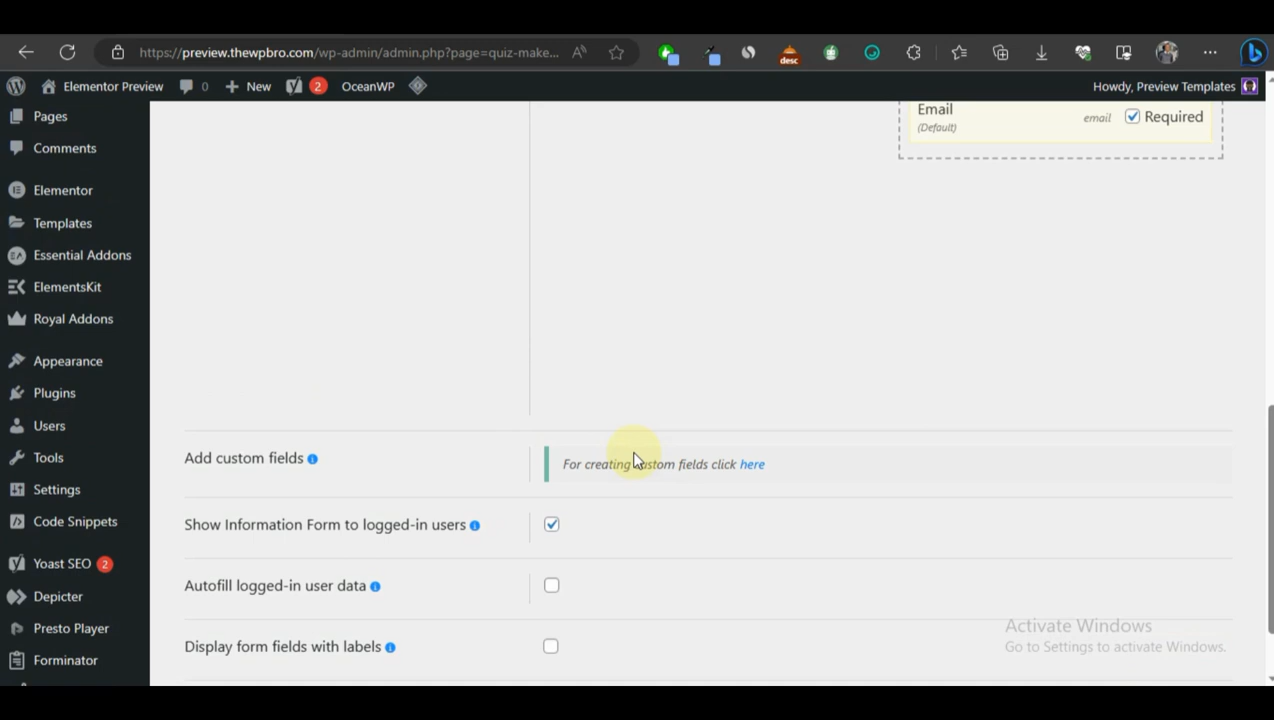 https://preview.thewpbro.com/wp-admin/admin.php?page=quiz-make...
desc
Elementor Preview
0
New
2
OceanWP
Howdy, Preview Templates
Pages
Comments
Elementor
Templates
Essential Addons
ElementsKit
Royal Addons
Appearance
Plugins
Users
Tools
Settings
Code Snippets
Yoast SEO 2
Depicter
Presto Player
Forminator
Email
(Default)
email
Required
Add custom fields
For creating custom fields click here
Show Information Form to logged-in users
Autofill logged-in user data
Display form fields with labels
Activate Windows
Go to Settings to activate Windows.